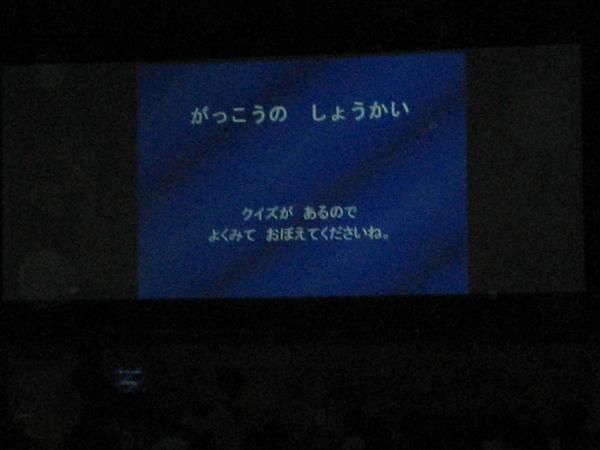 がっこうの　しょうかい
クイズが　あるので
よくみて　おぼえてくださいね。